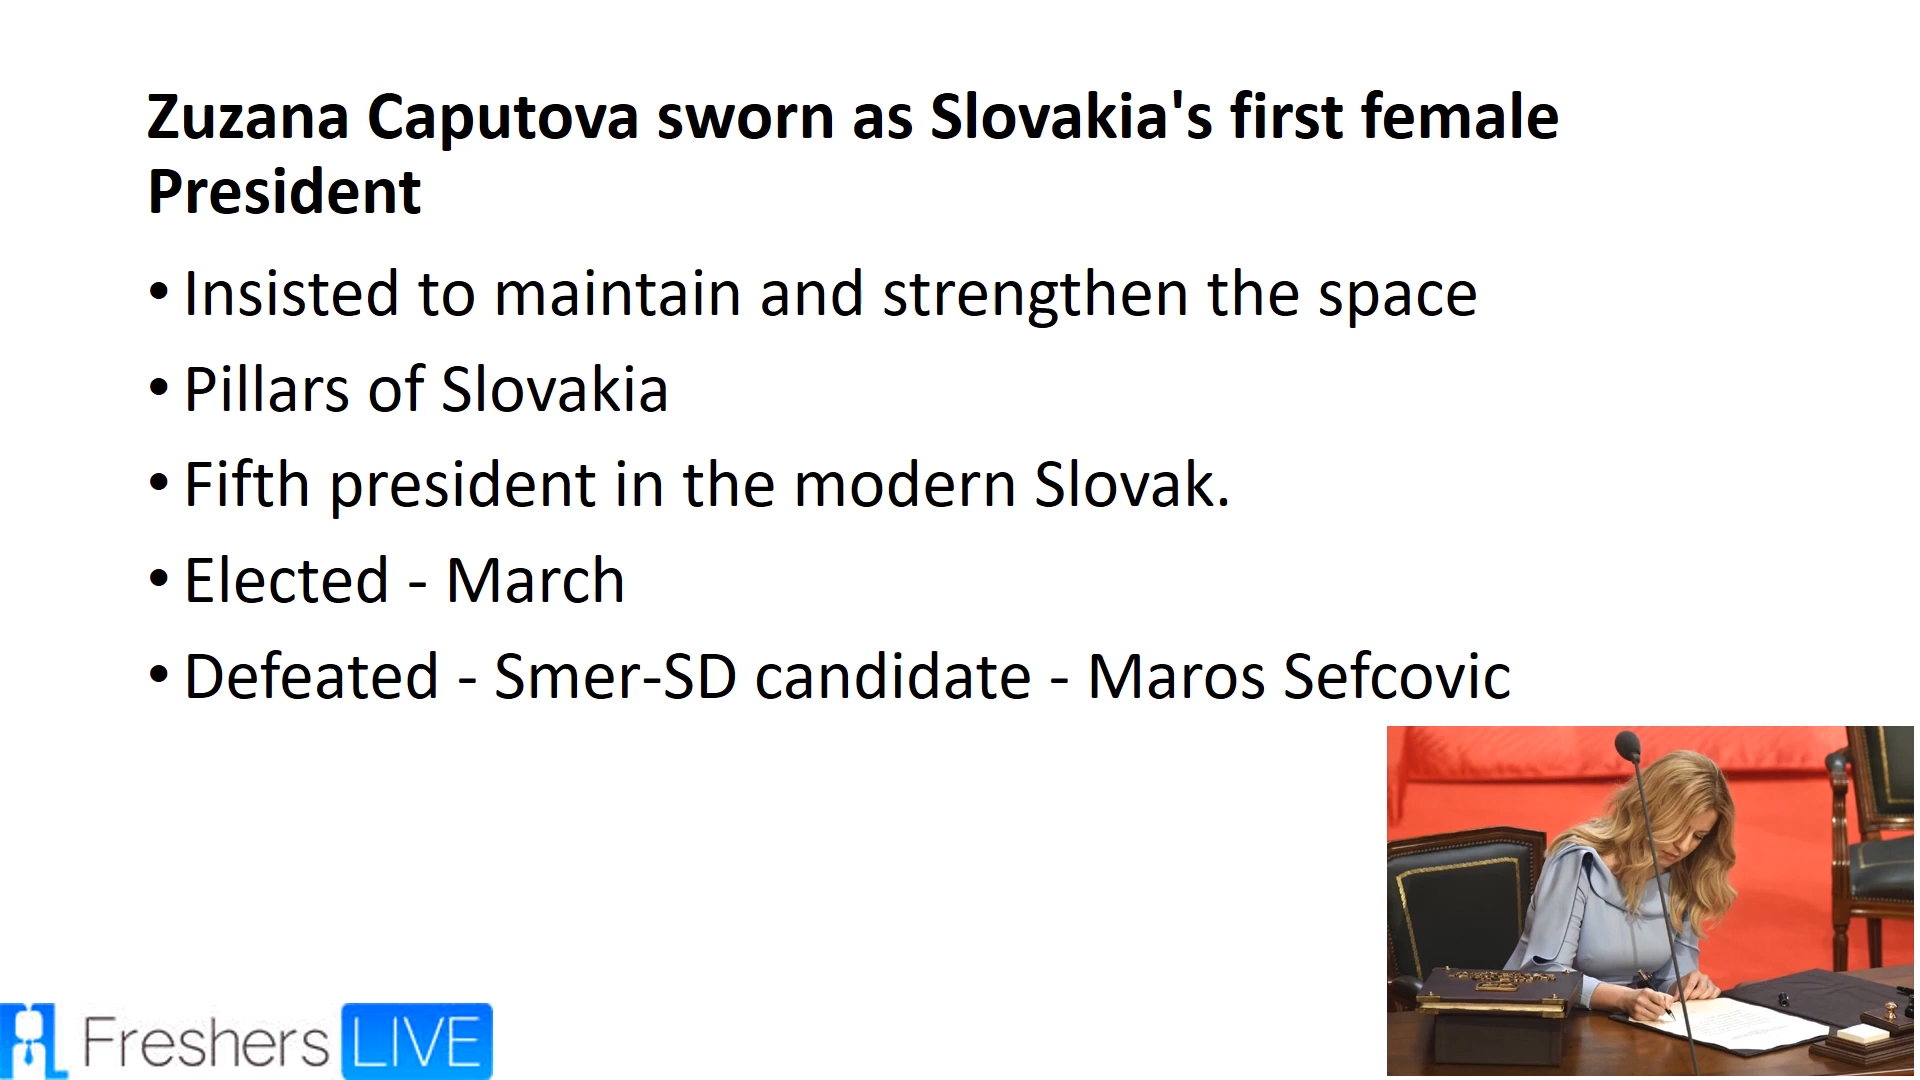 Zuzana Caputova sworn as Slovakia's first female
President
• Insisted to maintain and strengthen the space
• Pillars of Slovakia
• Fifth president in the modern Slovak.
• Elected - March
• Defeated - Smer-SD candidate - Maros Sefcovic
Freshers LIVE